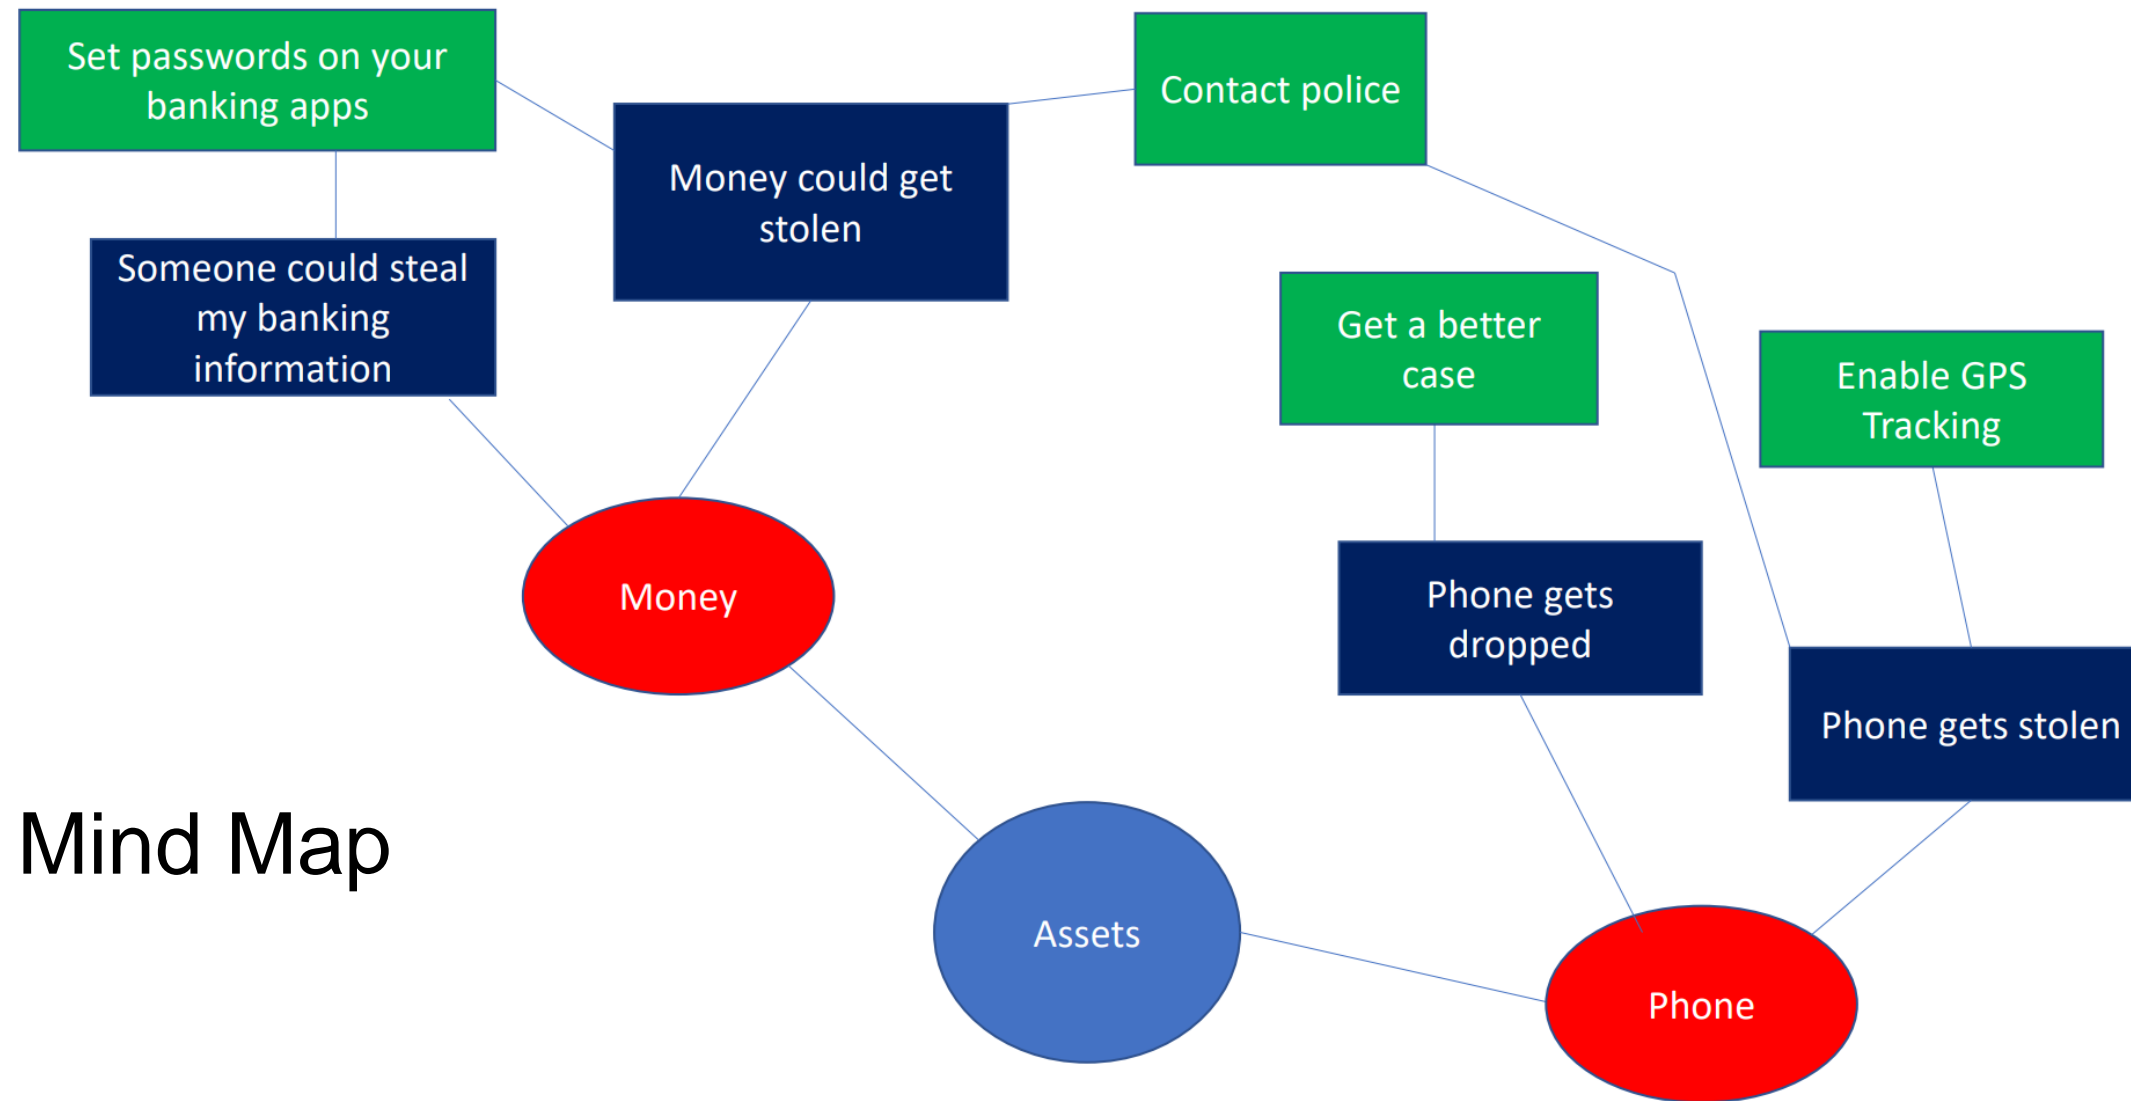 Set passwords on your
banking apps
Contact police
Money could get
stolen
Someone could steal
my banking
information
Get a better
case
Enable GPS
Tracking
Money
Phone gets
dropped
Phone gets stolen
Mind Map
Assets
Phone